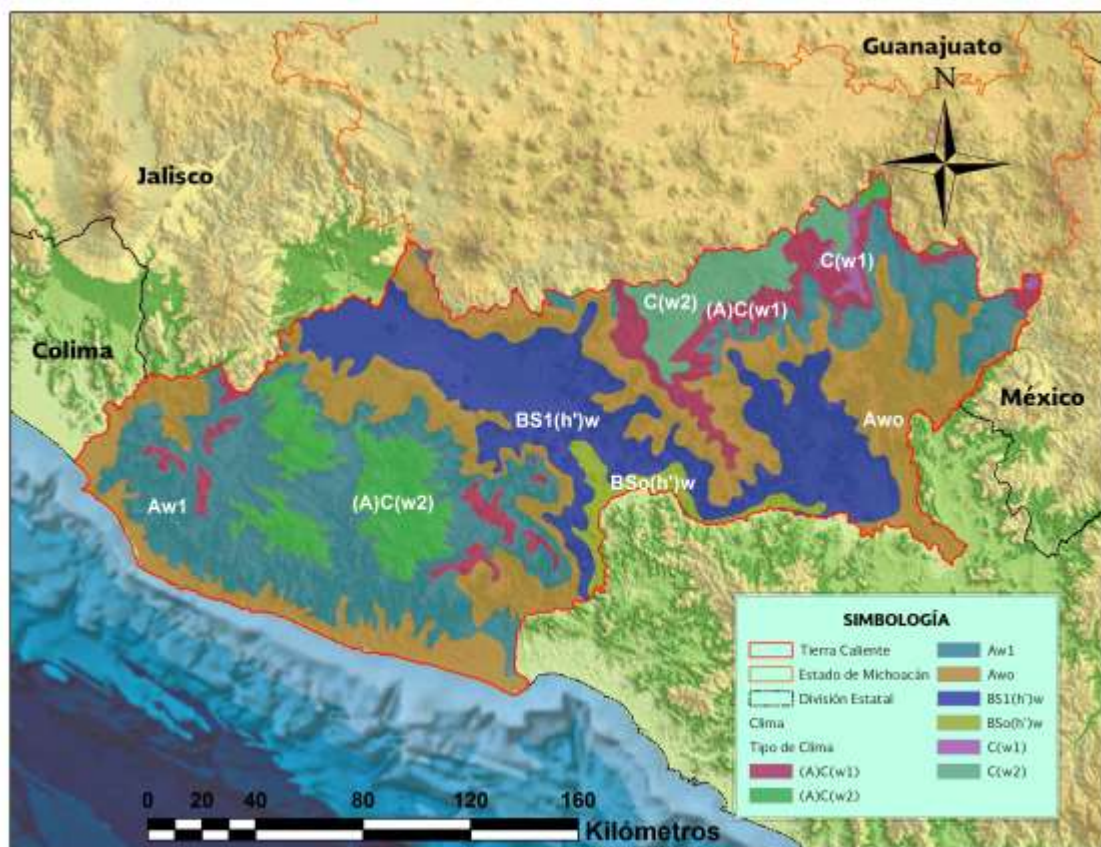 Guanajuato
N
Jalisco
C(w1)
C(w2)
(A)C(w1)
Colima
México
BS1(h')w
Awo
BSo(h')w
Aw1
(A)C(w2)
SIMBOLOGÍA
Tierra Caliente
Estado de Michoacán
División Estatal
Clima
Tipo de Clima
(A)C(w1)
(A)C(w2)
Aw1
Awo
BS1(h')w
BSo(h')w
C(w1)
C(w2)
0 20 40 80 120 160
Kilómetros